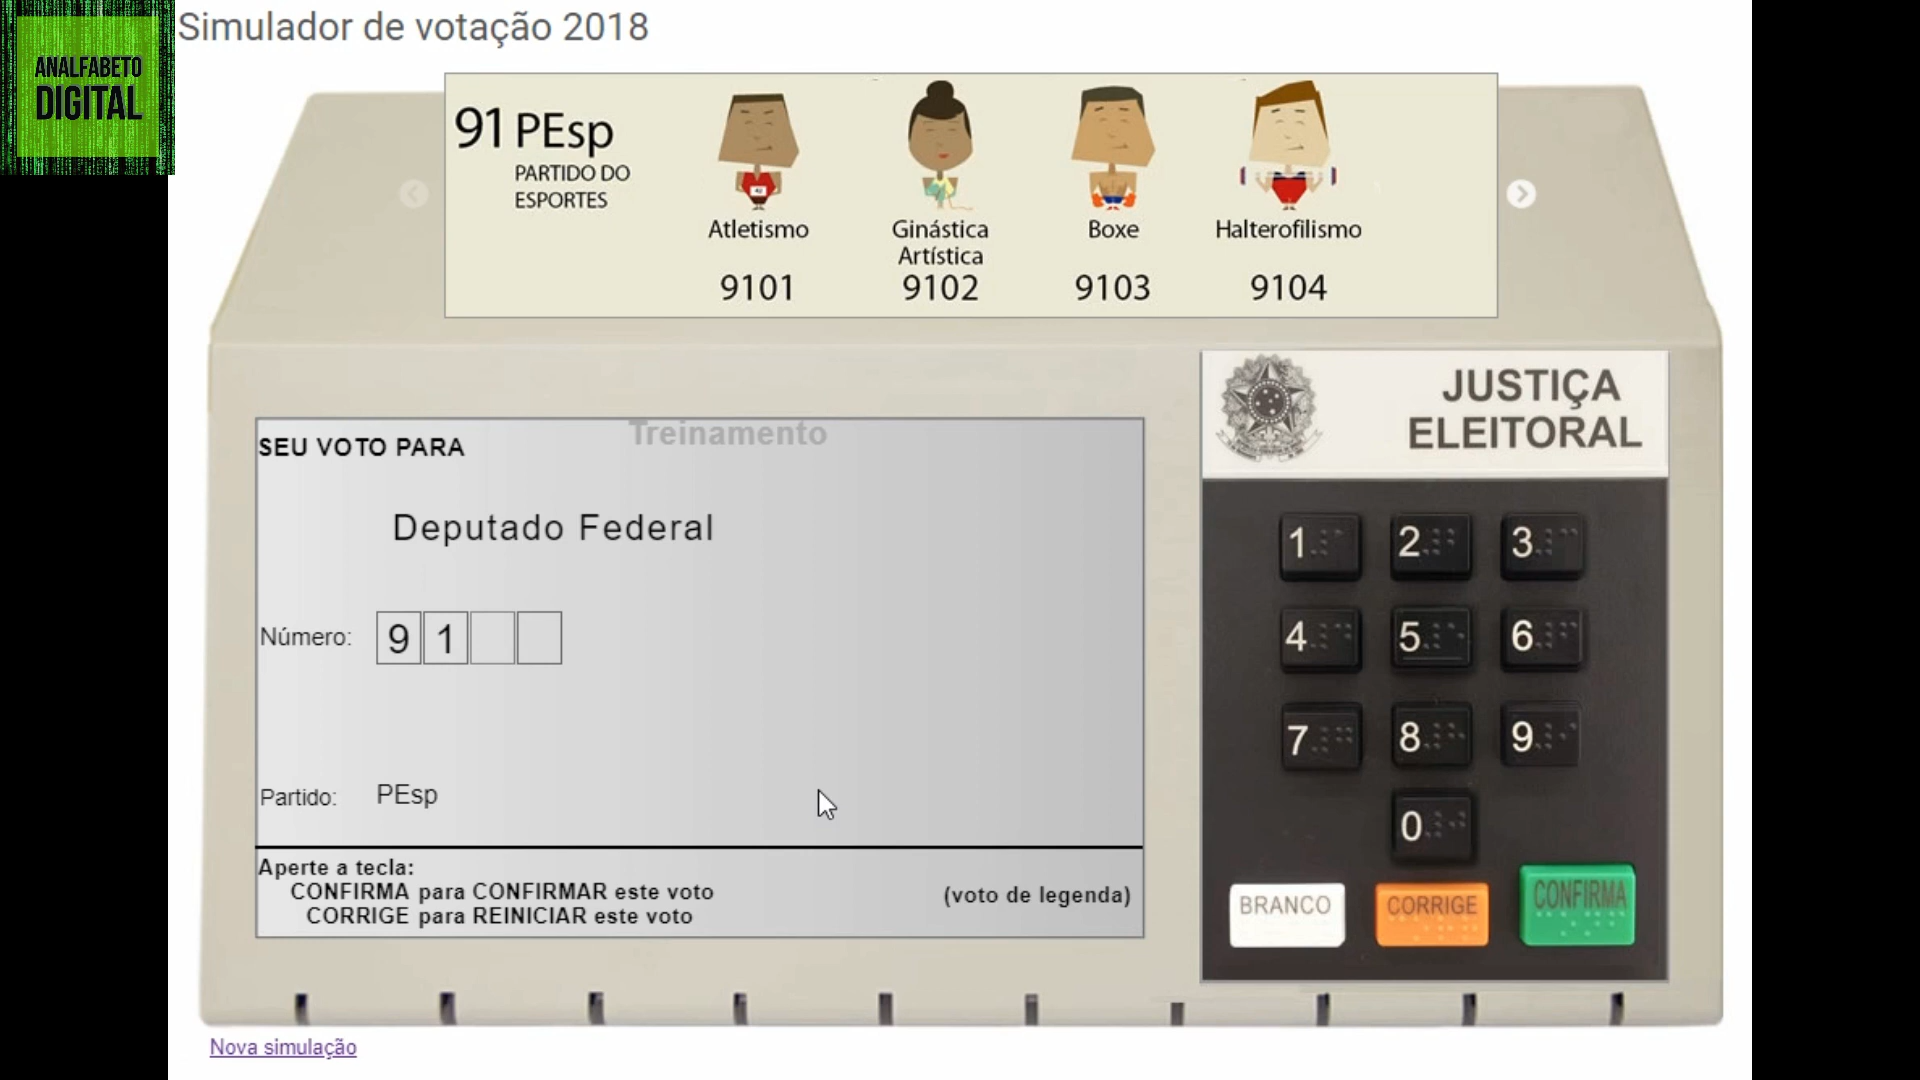 ANALFABETO
DIGITAL
Simulador de votação 2018
91 PEsp
PARTIDO DO
ESPORTES
Atletismo
9101
Ginástica
Artística
9102
Boxe
9103
Halterofilismo
9104
JUSTIÇA
ELEITORAL
Treinamento
SEU VOTO PARA
Deputado Federal
Número: 9 1
Partido: PEsp
Aperte a tecla:
CONFIRMA para CONFIRMAR este voto
CORRIGE para REINICIAR este voto
(voto de legenda)
1 2 3
4 5 6
7 8 9
0
BRANCO CORRIGE CONFIRMA
Nova simulação